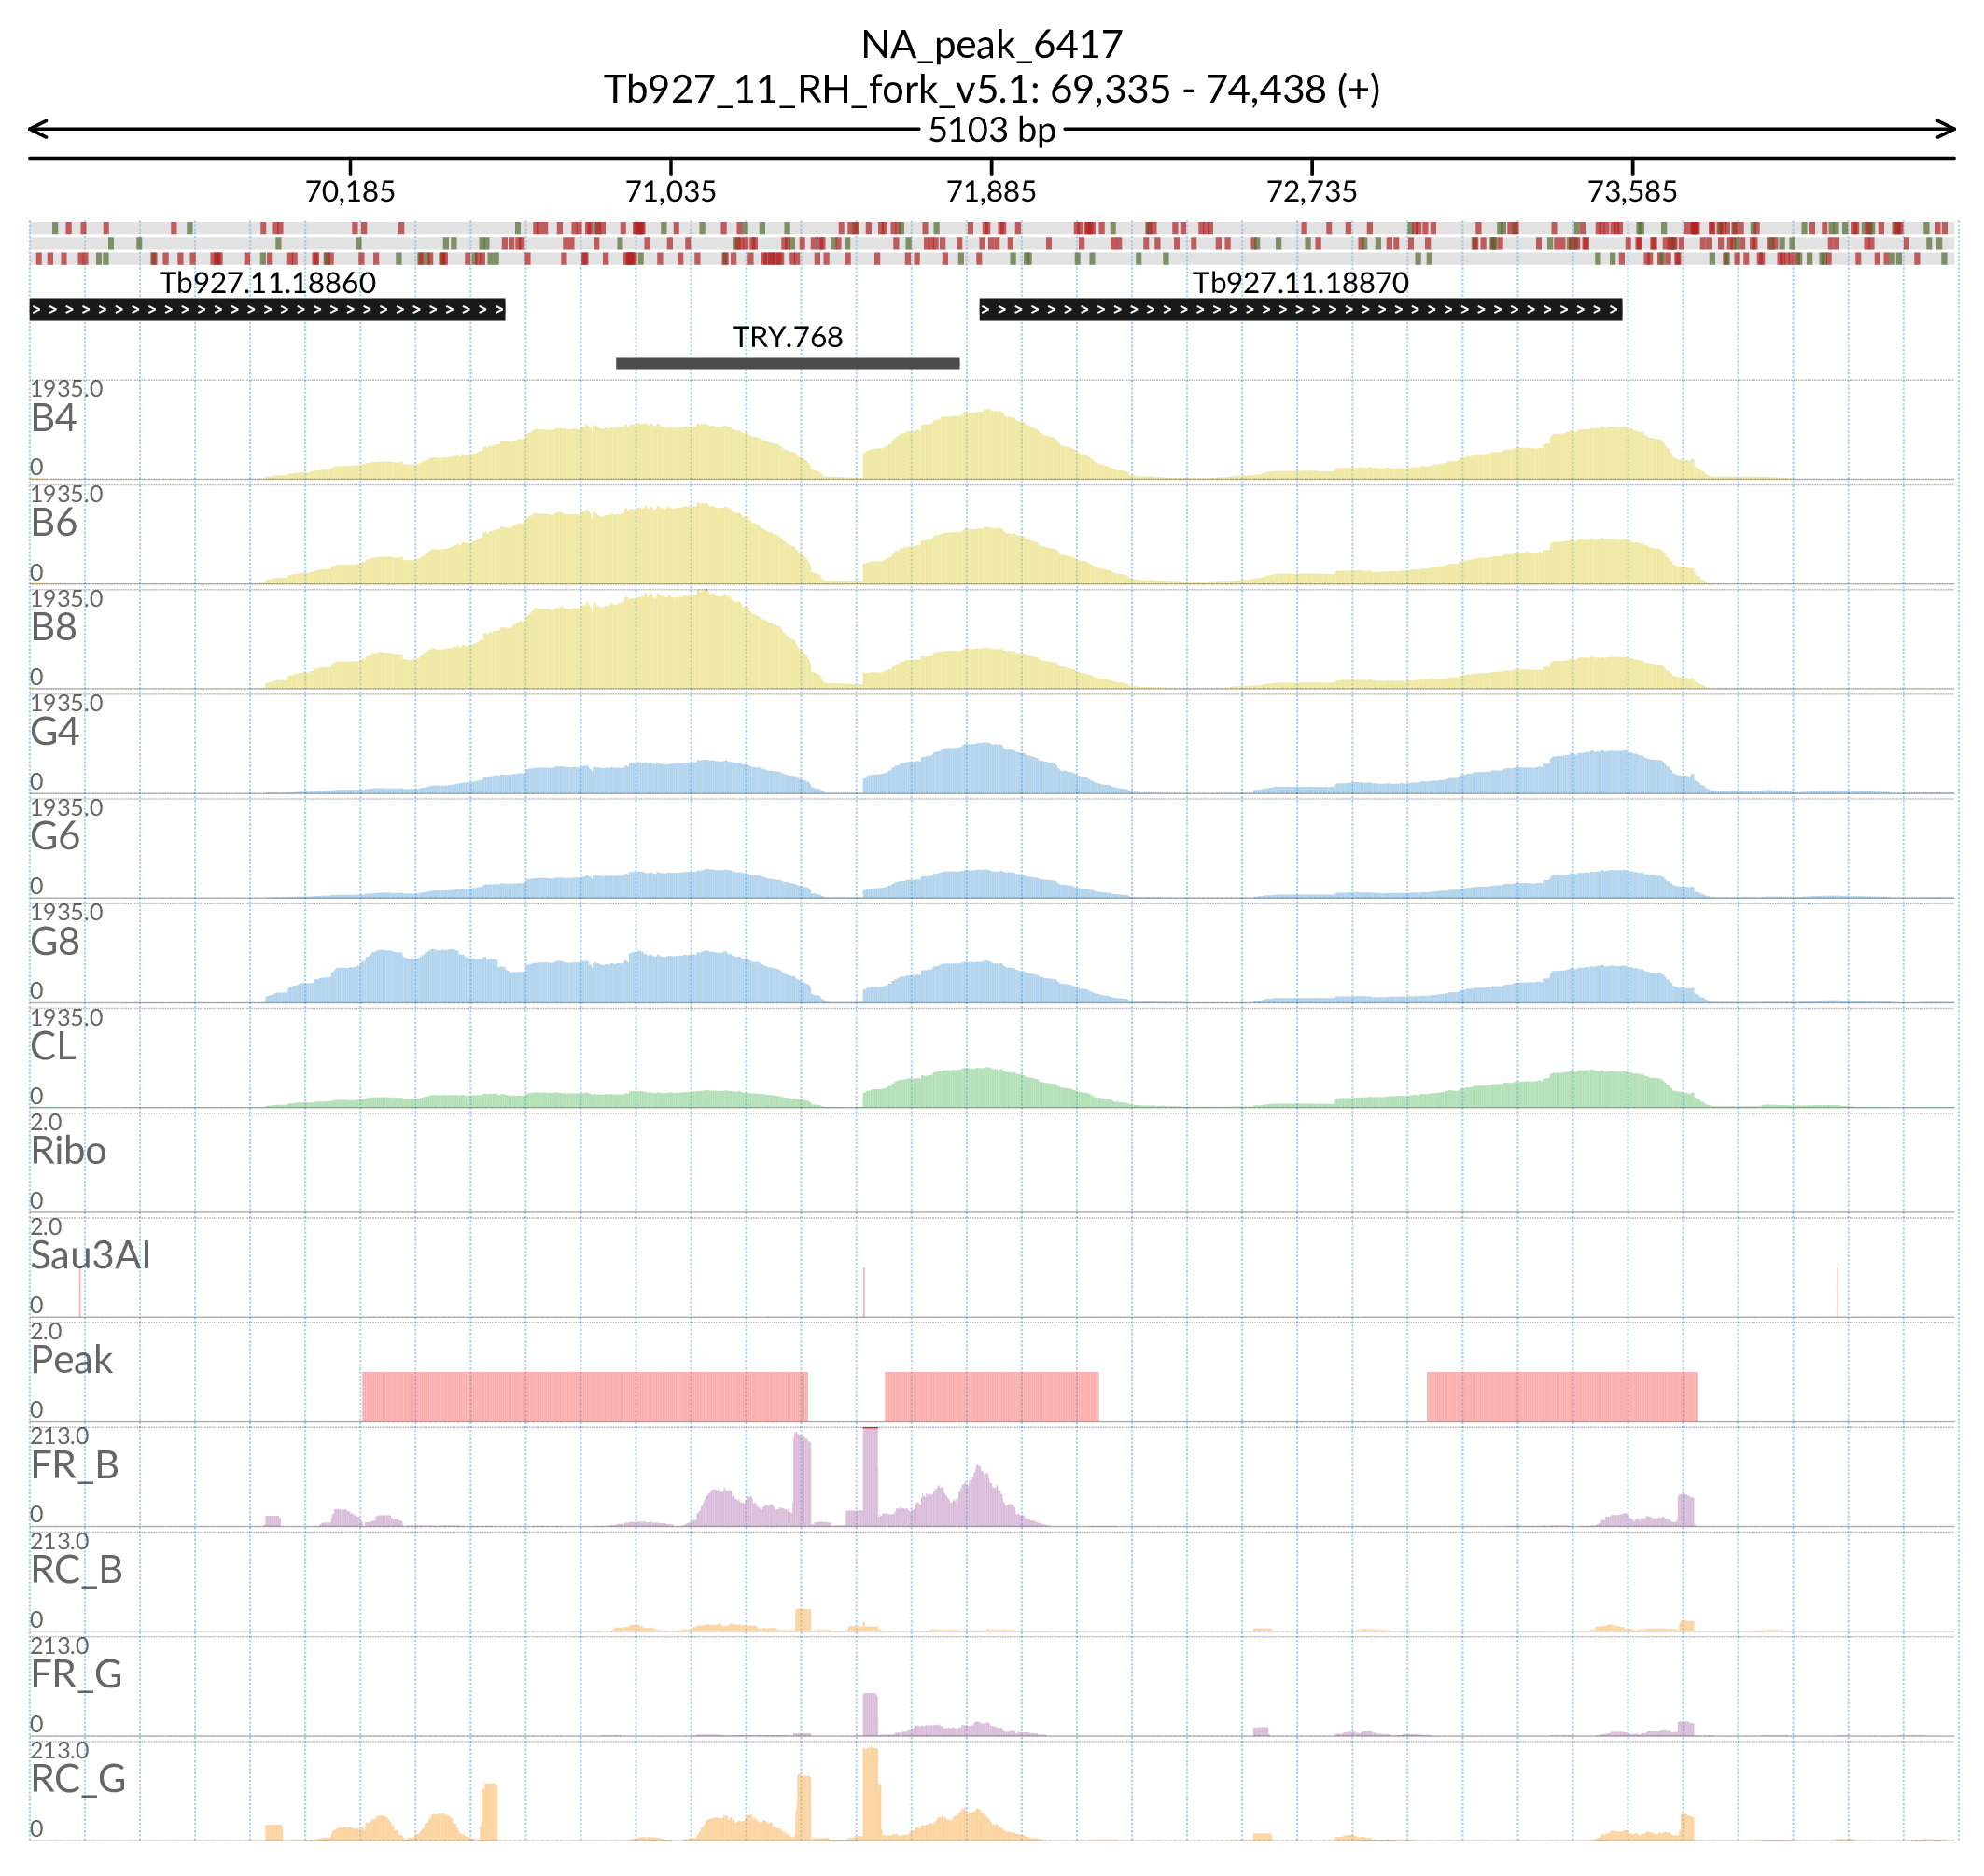 NA_peak_6417
Tb927_11_RH_fork_v5.1: 69,335 - 74,438 (+)
5103 bp
70,185 71,035 71,885 72,735 73,585
Tb927.11.18860 Tb927.11.18870
TRY.768
1935.0
B4
0
1935.0
B6
0
1935.0
B8
0
1935.0
G4
0
1935.0
G6
0
1935.0
G8
0
1935.0
CL
0
2.0
Ribo
0
2.0
Sau3AI
0
2.0
Peak
0
213.0
FR_B
0
213.0
RC_B
0
213.0
FR_G
0
213.0
RC_G
0